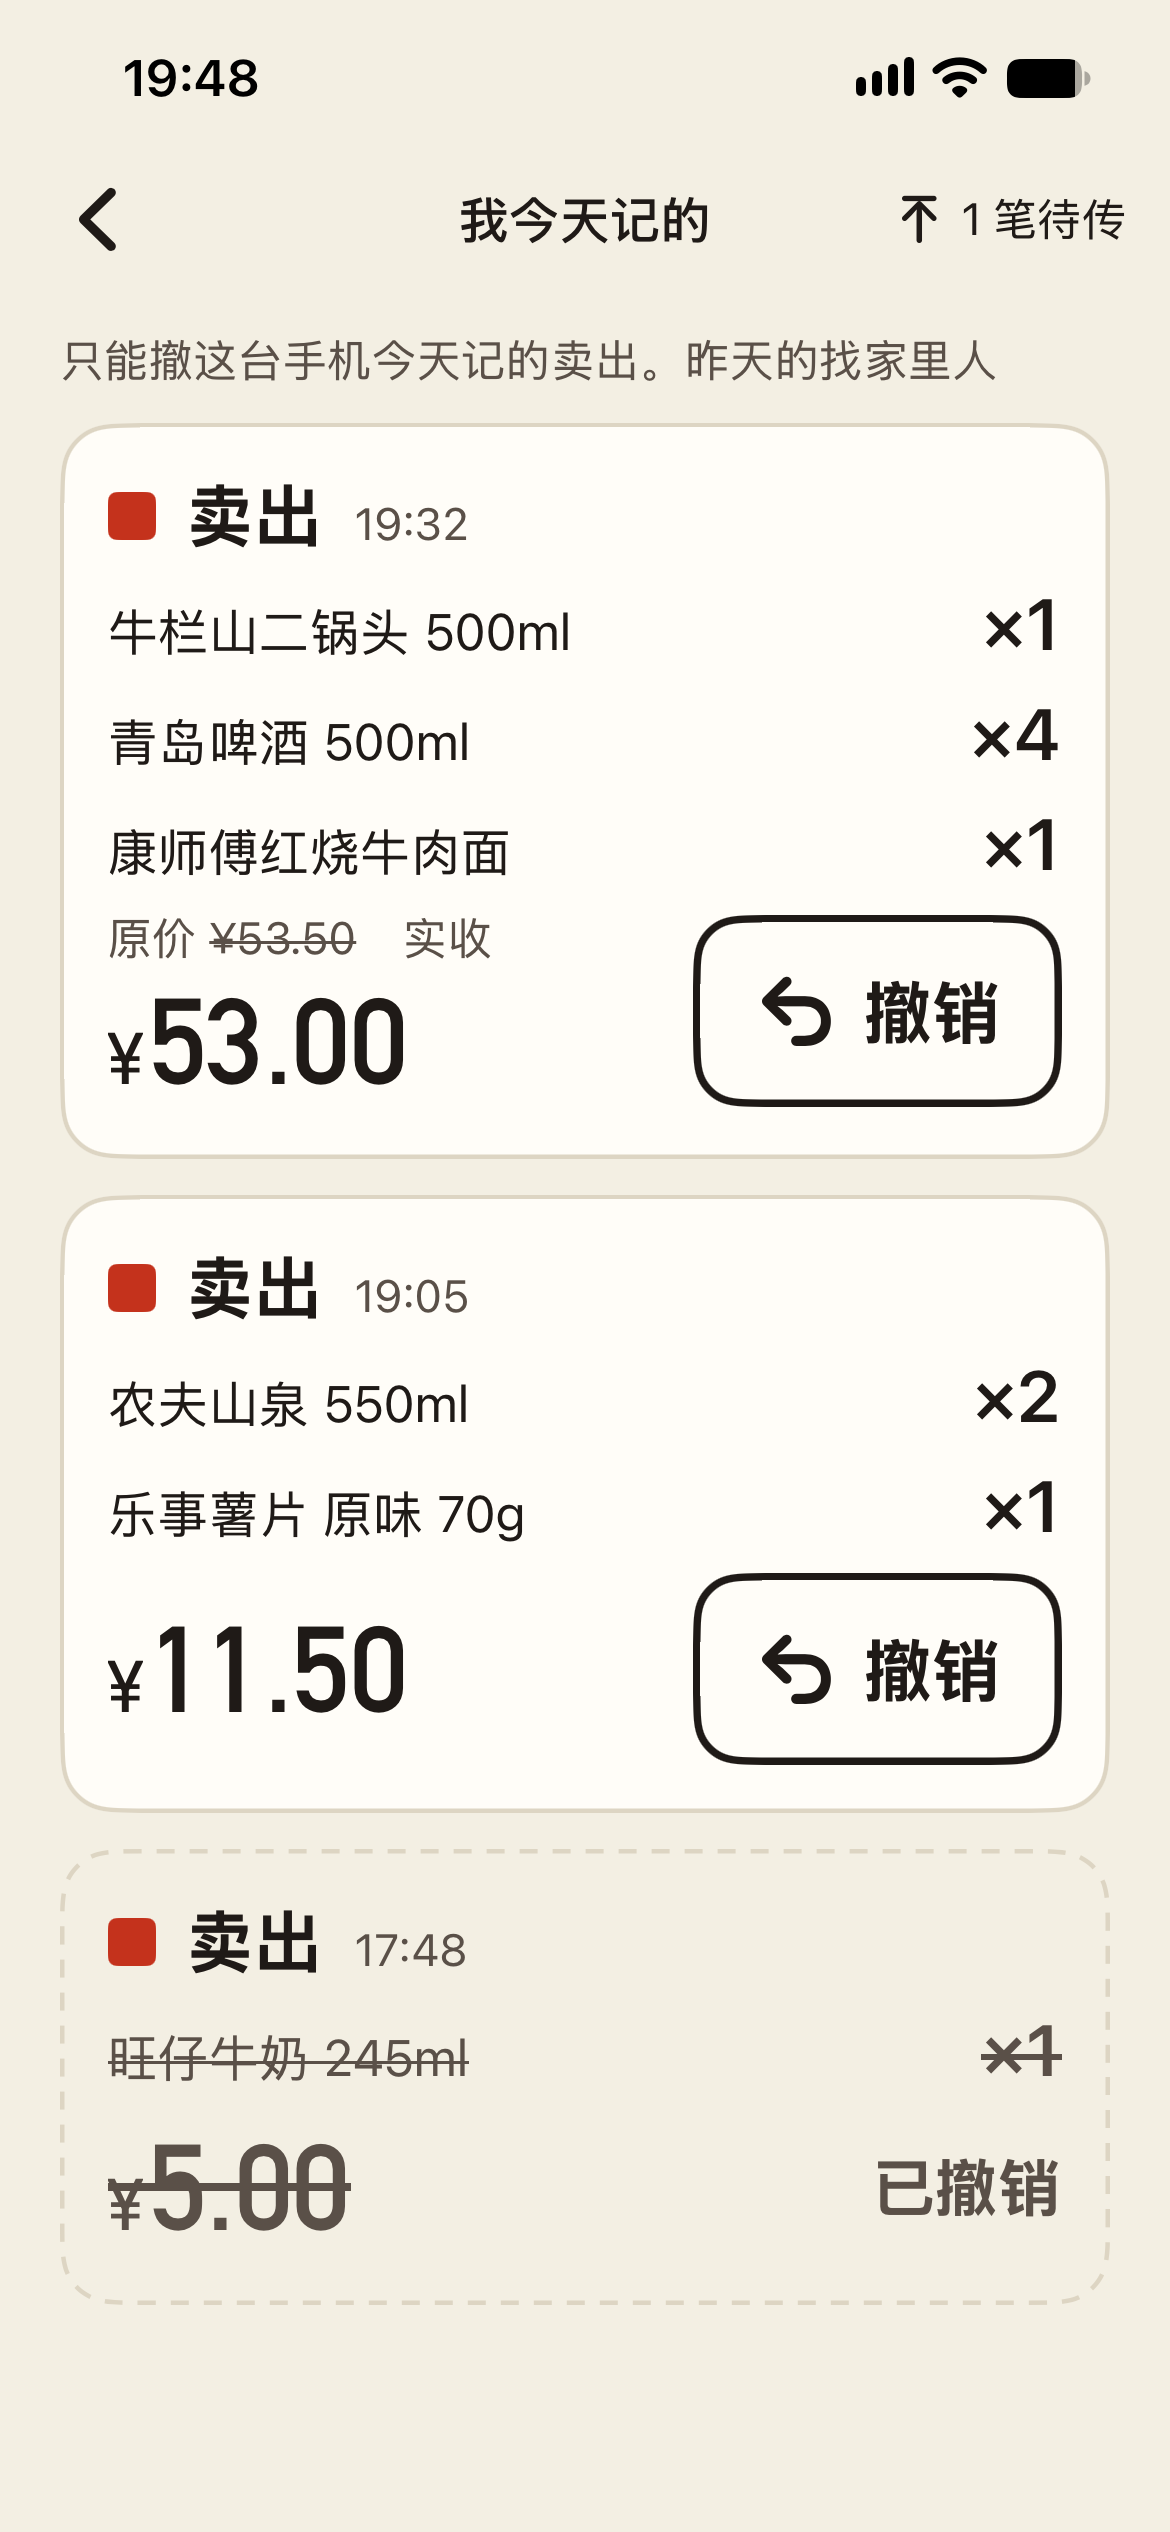 19:48
我今天记的
1 笔待传
只能撤这台手机今天记的卖出。昨天的找家里人
卖出 19:32
牛栏山二锅头 500ml ×1
青岛啤酒 500ml ×4
康师傅红烧牛肉面 ×1
原价 ¥53.50 实收
¥53.00
撤销
卖出 19:05
农夫山泉 550ml ×2
乐事薯片 原味 70g ×1
¥11.50
撤销
卖出 17:48
旺仔牛奶 245ml ×1
¥5.00
已撤销